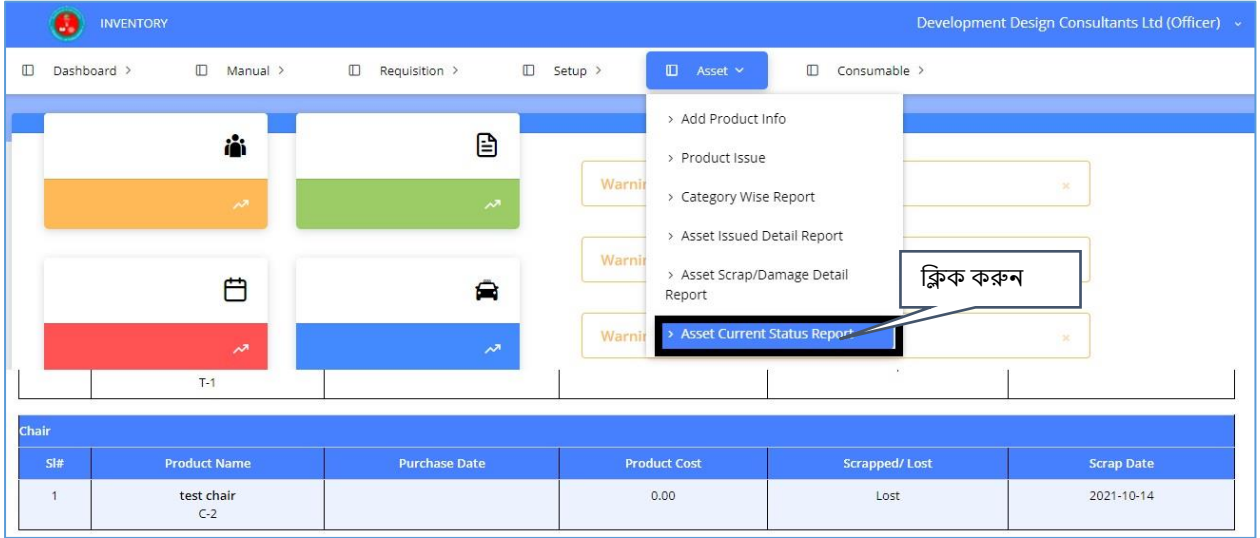 INVENTORY
Development Design Consultants Ltd (Officer)
Dashboard >
Manual >
Requisition >
Setup >
Asset
Consumable >
> Add Product Info
> Product Issue
> Category Wise Report
> Asset Issued Detail Report
> Asset Scrap/Damage Detail
Report
> Asset Current Status Report
ক্লিক করুন
T-1
Chair
Sl#
Product Name
Purchase Date
Product Cost
Scrapped/ Lost
Scrap Date
1
test chair
C-2
0.00
Lost
2021-10-14